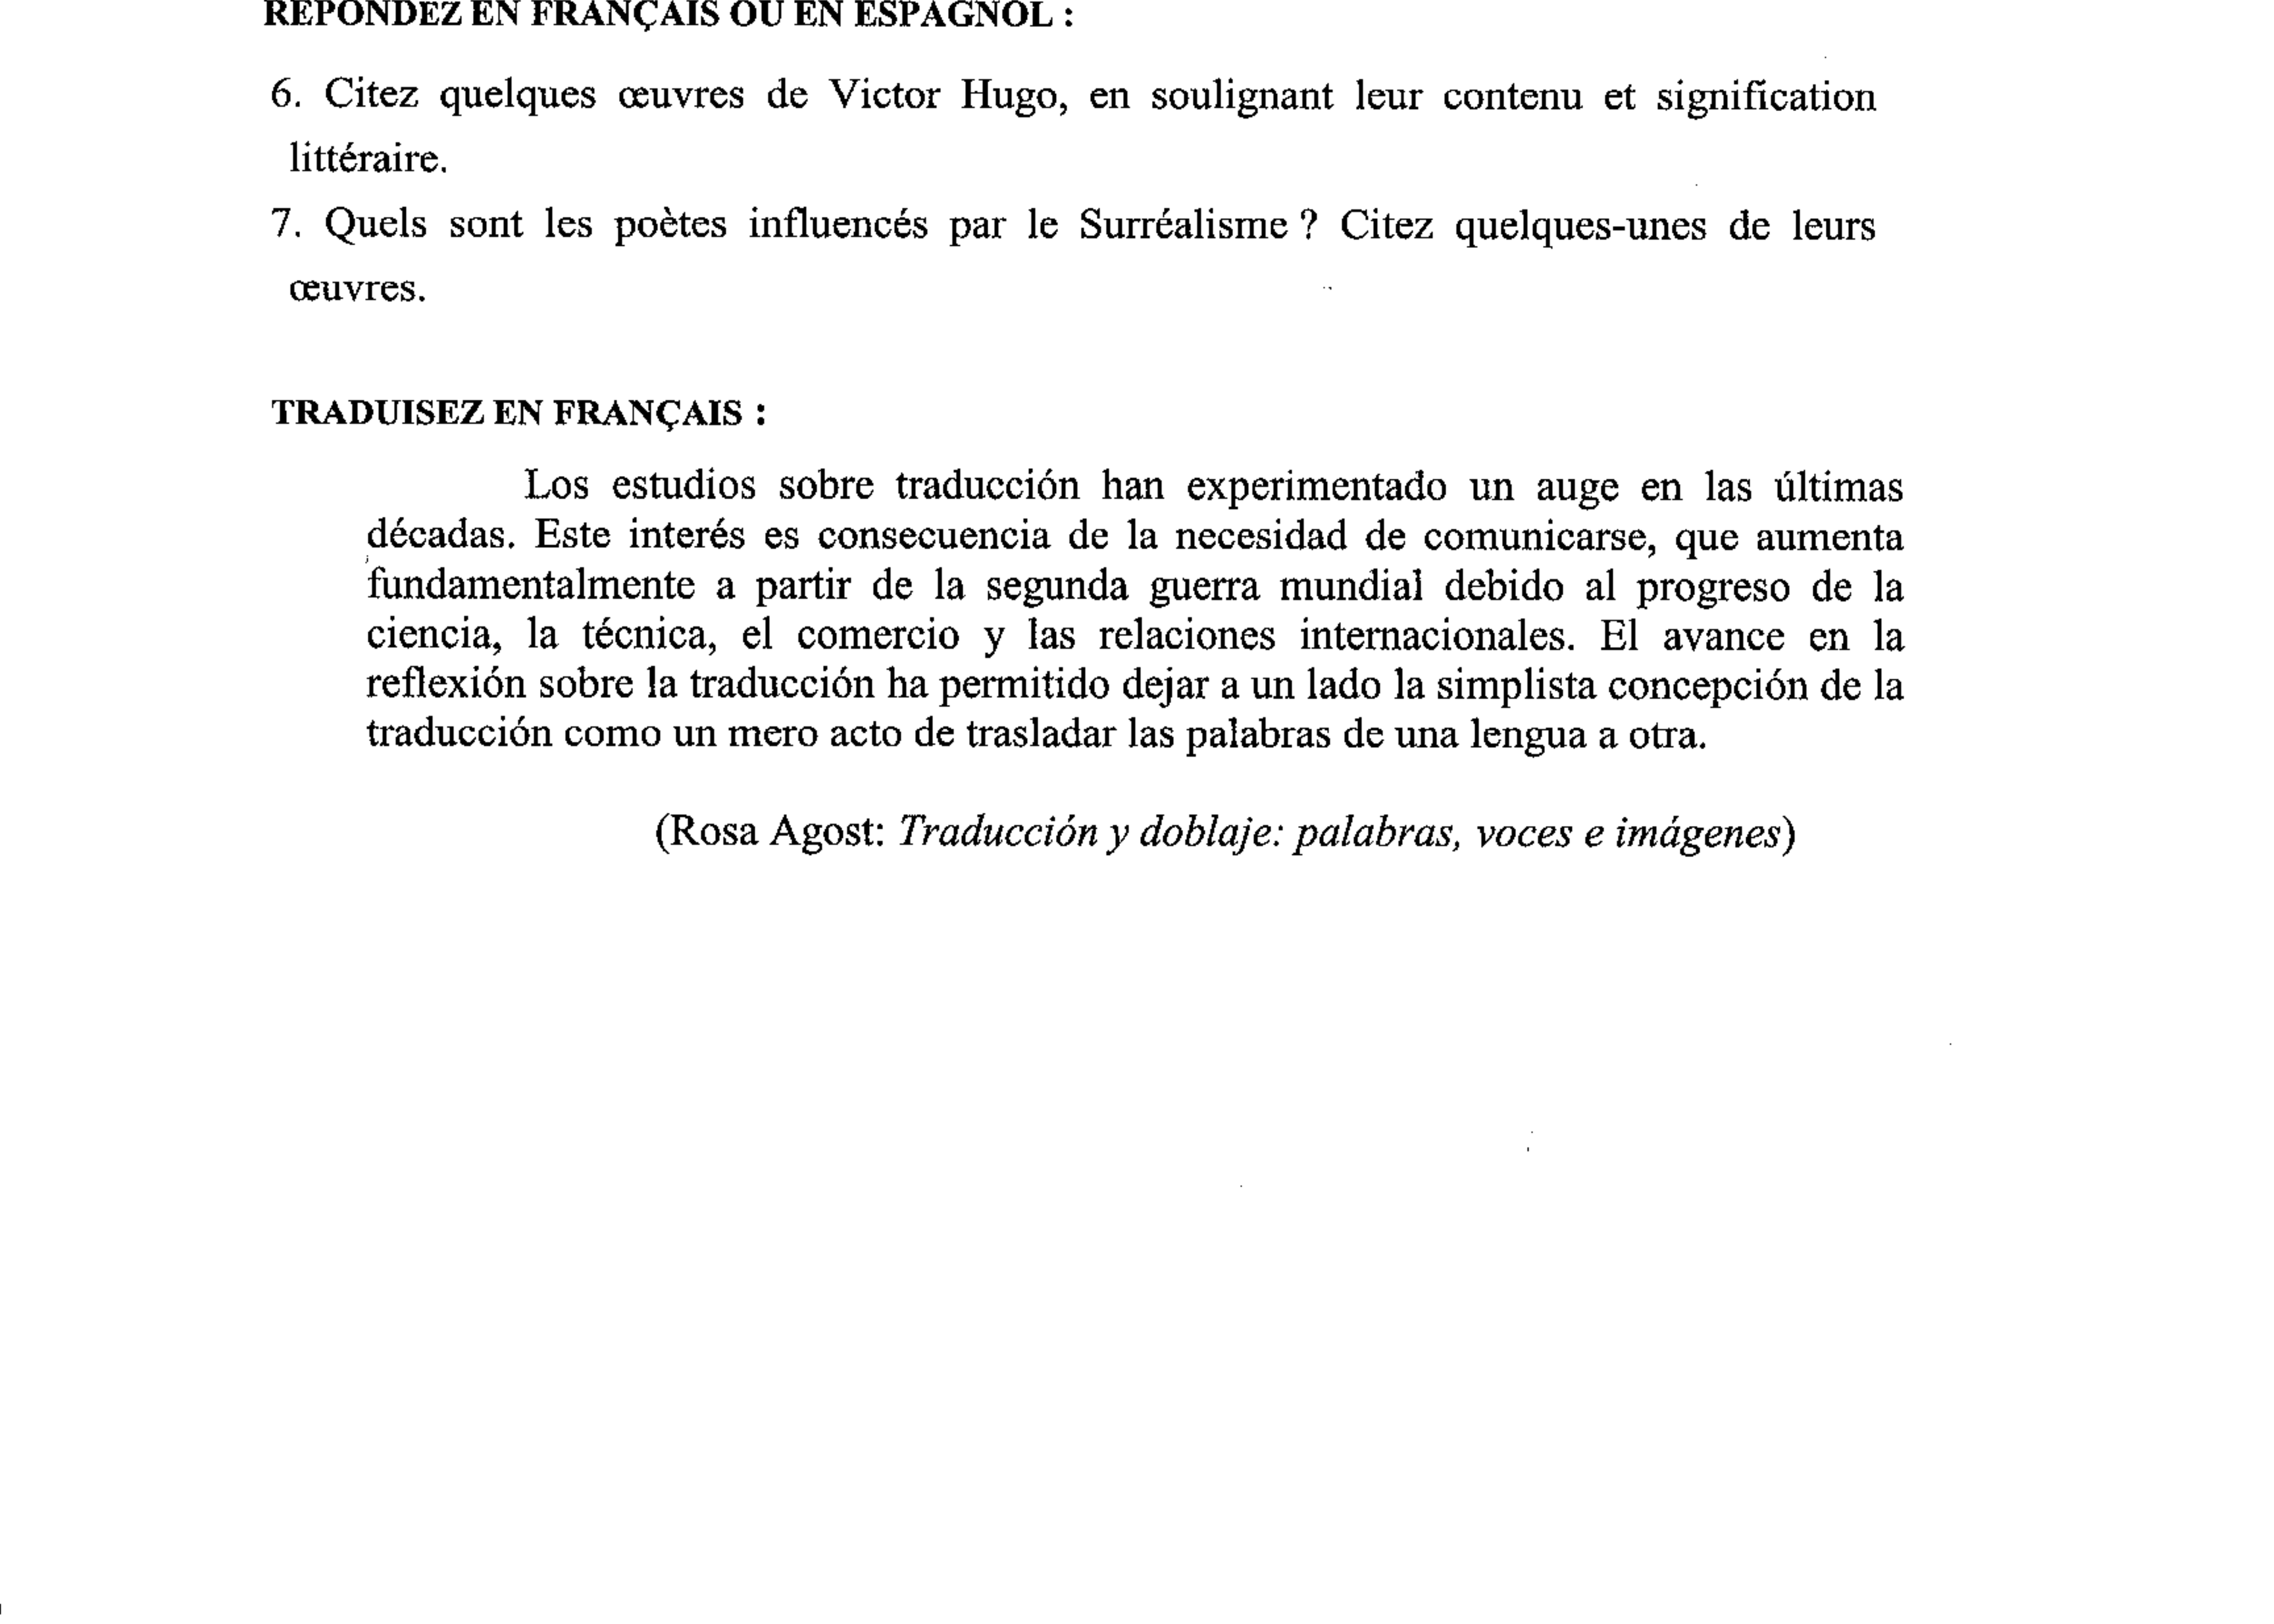 RÉPONDEZ EN FRANÇAIS OU EN ESPAGNOL :
6. Citez quelques œuvres de Victor Hugo, en soulignant leur contenu et signification
littéraire.
7. Quels sont les poètes influencés par le Surréalisme ? Citez quelques-unes de leurs
œuvres.
TRADUISEZ EN FRANÇAIS :
Los estudios sobre traducción han experimentado un auge en las últimas
décadas. Este interés es consecuencia de la necesidad de comunicarse, que aumenta
fundamentalmente a partir de la segunda guerra mundial debido al progreso de la
ciencia, la técnica, el comercio y las relaciones internacionales. El avance en la
reflexión sobre la traducción ha permitido dejar a un lado la simplista concepción de la
traducción como un mero acto de trasladar las palabras de una lengua a otra.
(Rosa Agost: Traducción y doblaje: palabras, voces e imágenes)